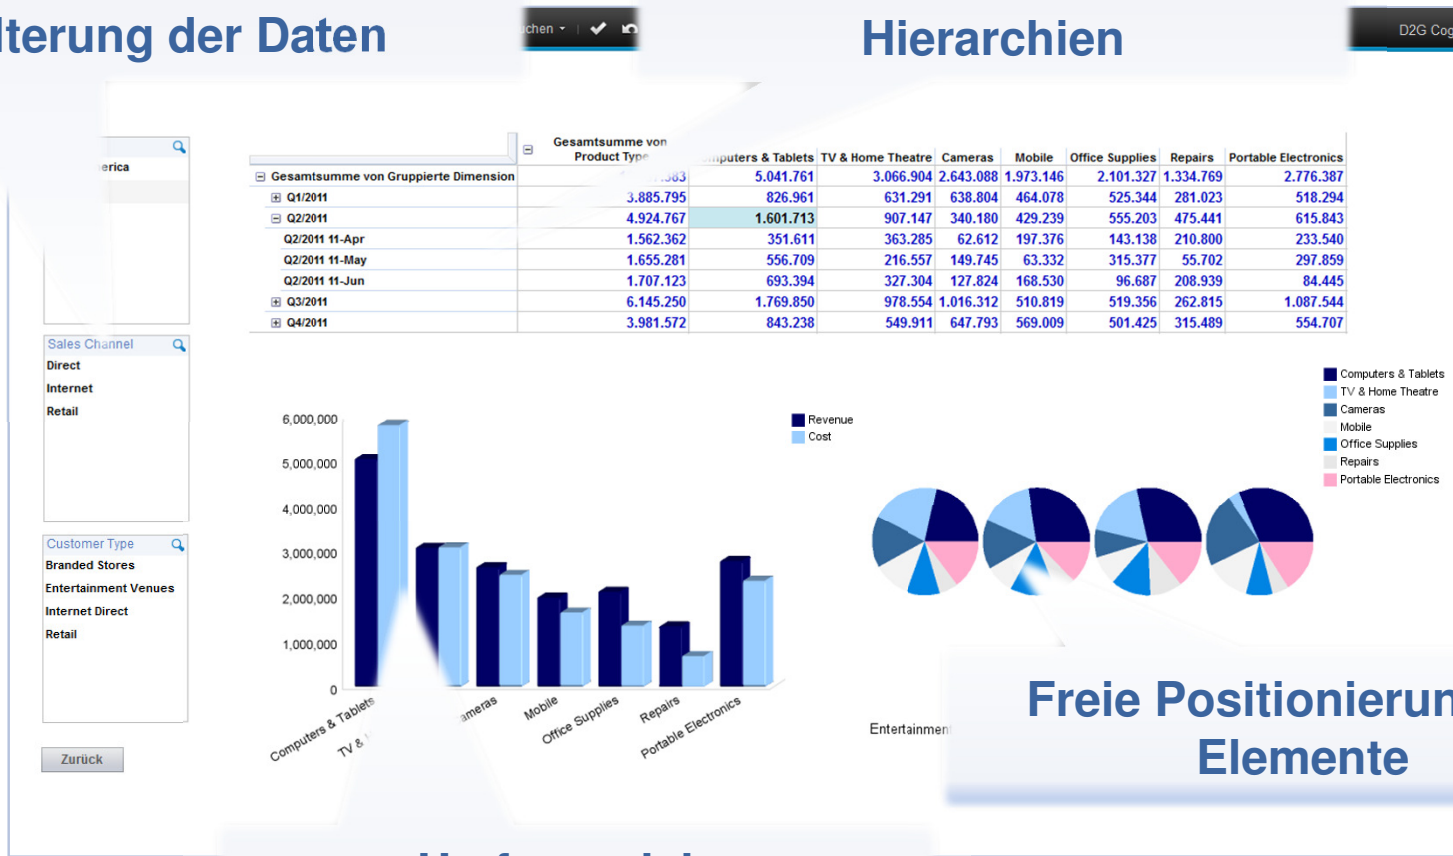 der Daten
Hierarchien
D2G
Gesamtsumme von
Product Type
& Tablets TV & Home Theatre Cameras Mobile Office Supplies Repairs Portable Electronics
Gesamtsumme von Gruppierte Dimension 5.041.761 3.066.904 2.643.088 1.973.146 2.101.327 1.334.769 2.776.387
Q1/2011 3.885.795 826.961 631.291 638.804 464.078 525.344 281.023 518.294
Q2/2011 4.924.767 1.601.713 907.147 340.180 429.239 555.203 475.441 615.843
Q2/2011 11-Apr 1.562.362 351.611 363.285 62.612 197.376 143.138 210.800 233.540
Q2/2011 11-May 1.655.281 556.709 216.557 149.745 63.332 315.377 55.702 297.859
Q2/2011 11-Jun 1.707.123 693.394 327.304 127.824 168.530 96.687 208.939 84.445
Q3/2011 6.145.250 1.769.850 978.554 1.016.312 510.819 519.356 262.815 1.087.544
Q4/2011 3.981.572 843.238 549.911 647.793 569.009 501.425 315.489 554.707
Sales Channel
Direct
Internet
Retail
Customer Type
Branded Stores
Entertainment Venues
Internet Direct
Retail
Zurück
6,000,000
5,000,000
4,000,000
3,000,000
2,000,000
1,000,000
0
Revenue
Cost
Computers & Tablets
TV &
Mobile
Office Supplies
Repairs
Portable Electronics
Computers & Tablets
TV & Home Theatre
Cameras
Mobile
Office Supplies
Repairs
Portable Electronics
Freie
Elemente